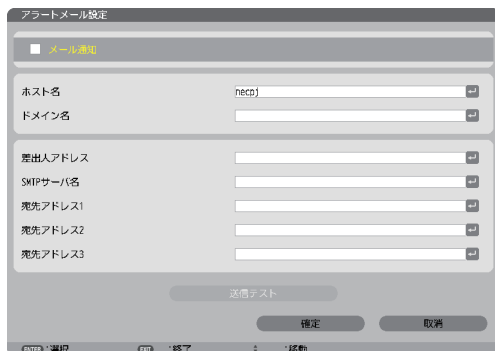 アラートメール設定
メール通知
ホスト名 necpj
ドメイン名
差出人アドレス
SMTPサーバ名
宛先アドレス1
宛先アドレス2
宛先アドレス3
送信テスト
確定 取消
ENTER :選択 EXIT :終了 :移動